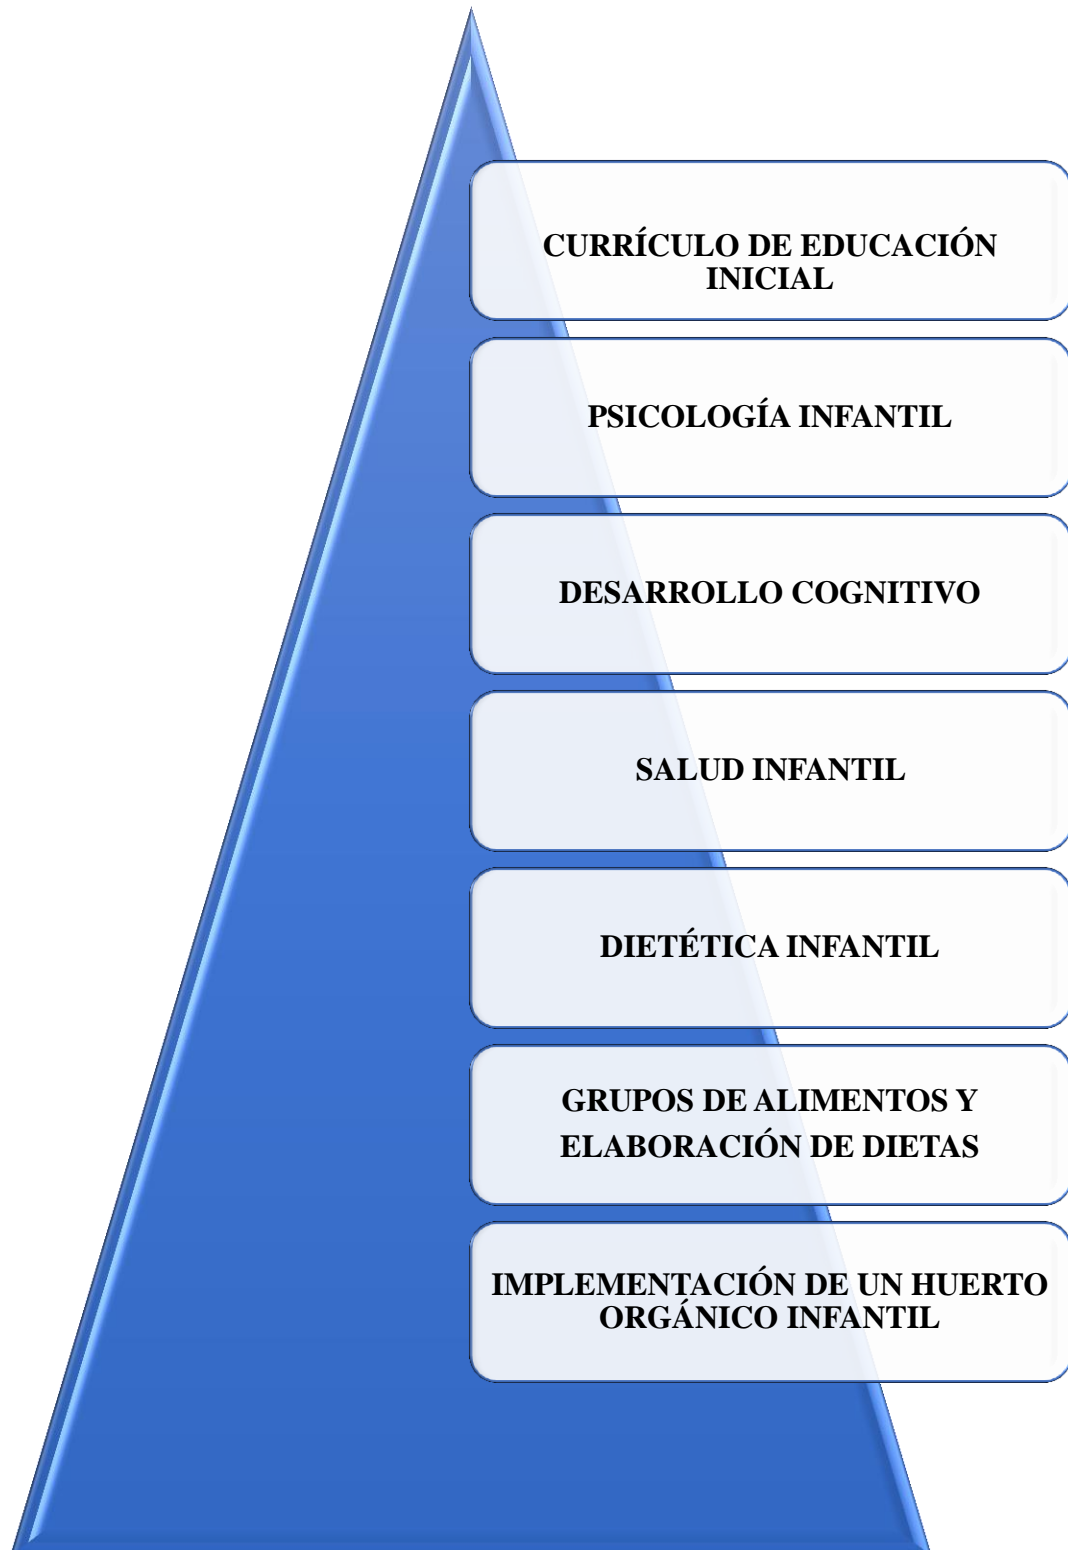 CURRÍCULO DE EDUCACIÓN
INICIAL
PSICOLOGÍA INFANTIL
DESARROLLO COGNITIVO
SALUD INFANTIL
DIETÉTICA INFANTIL
GRUPOS DE ALIMENTOS Y
ELABORACIÓN DE DIETAS
IMPLEMENTACIÓN DE UN HUERTO
ORGÁNICO INFANTIL